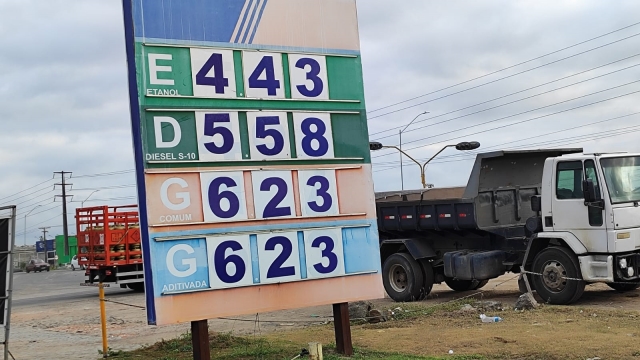 E 4 4 3
ETANOL
D 5 5 8
DIESEL S-10
G 6 2 3
COMUM
G 6 2 3
ADITIVADA